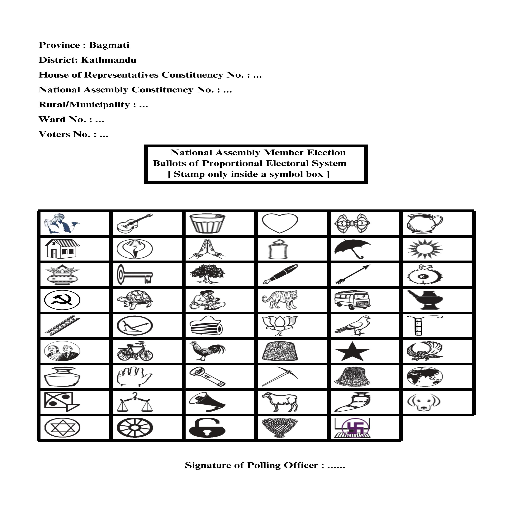 Province : Bagmati
District: Kathmandu
House of Representatives Constituency No. : ...
National Assembly Constituency No. : ...
Rural/Municipality : ...
Ward No. : ...
Voters No. : ...
National Assembly Member Election
Ballots of Proportional Electoral System
[ Stamp only inside a symbol box ]
Signature of Polling Officer : ......